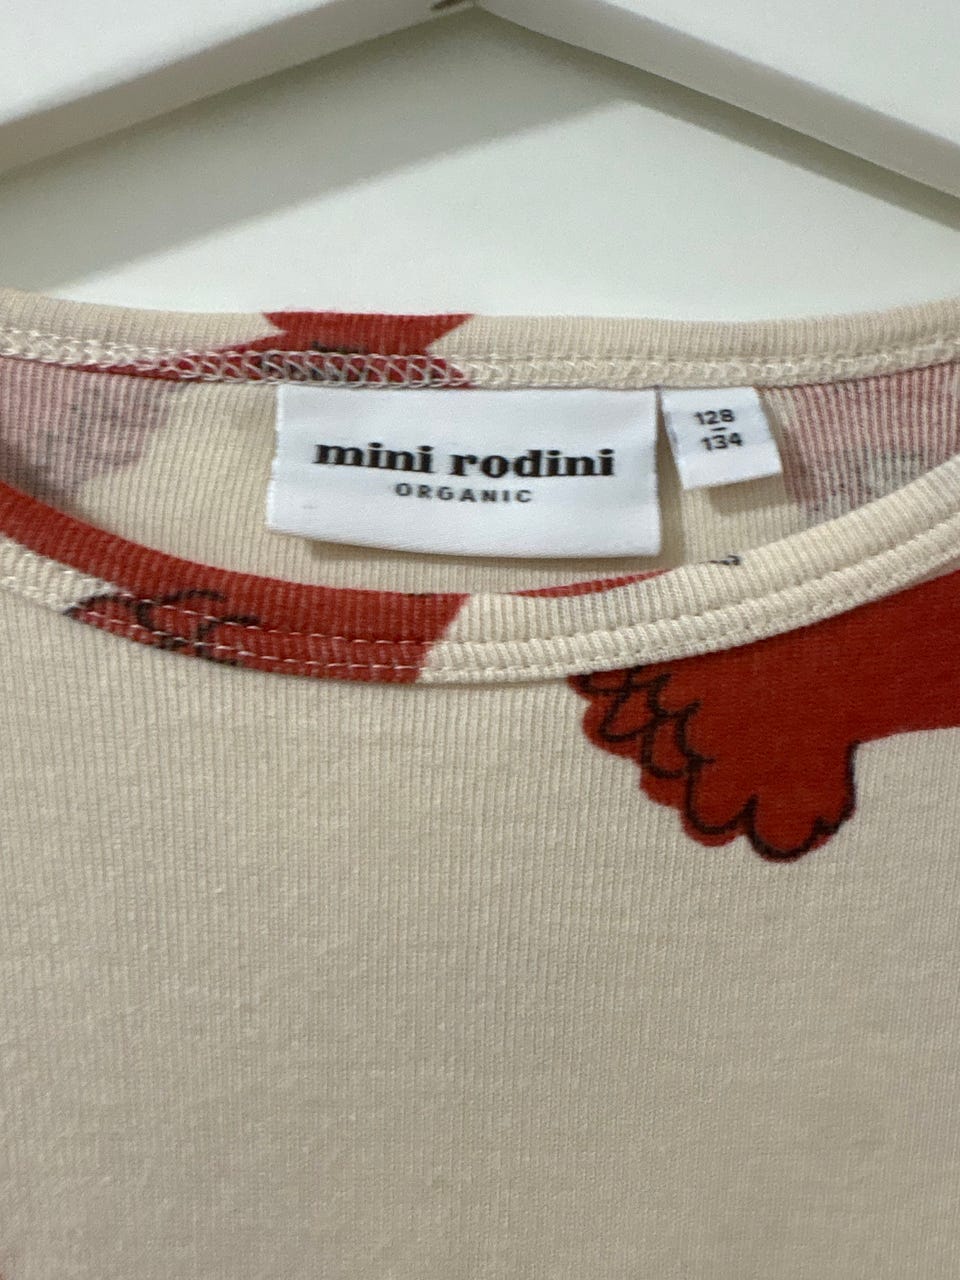 mini rodini
ORGANIC
128
134